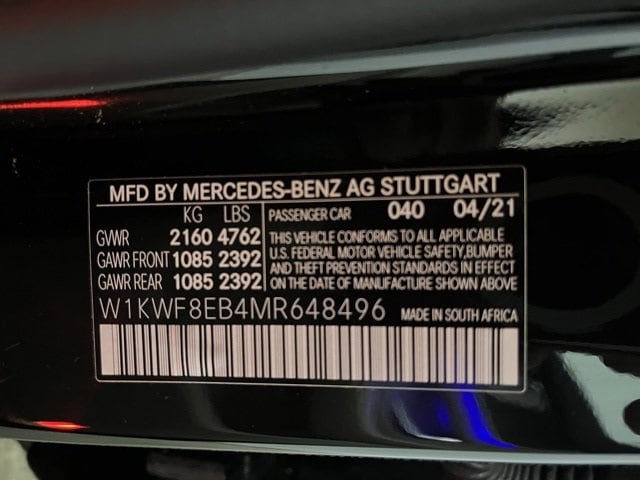 MFD BY MERCEDES-BENZ AG STUTTGART
KG LBS
GVWR 2160 4762
GAWR FRONT 1085 2392
GAWR REAR 1085 2392
PASSENGER CAR 040 04/21
THIS VEHICLE CONFORMS TO ALL APPLICABLE
U.S. FEDERAL MOTOR VEHICLE SAFETY,BUMPER
AND THEFT PREVENTION STANDARDS IN EFFECT
ON THE DATE OF MANUFACTURE SHOWN ABOVE
W1KWF8EB4MR648496 MADE IN SOUTH AFRICA